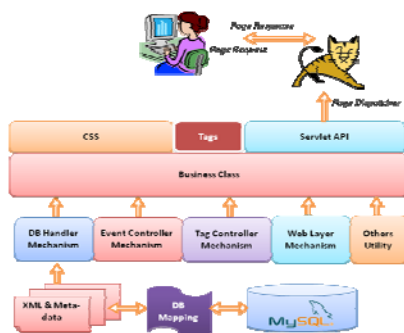 Page Response
Page Request
Page Dispatcher
CSS
Tags
Servlet API
Business Class
DB Handler
Mechanism
Event Controller
Mechanism
Tag Controller
Mechanism
Web Layer
Mechanism
Others
Utility
XML & Meta-
data
DB
Mapping
MySQL